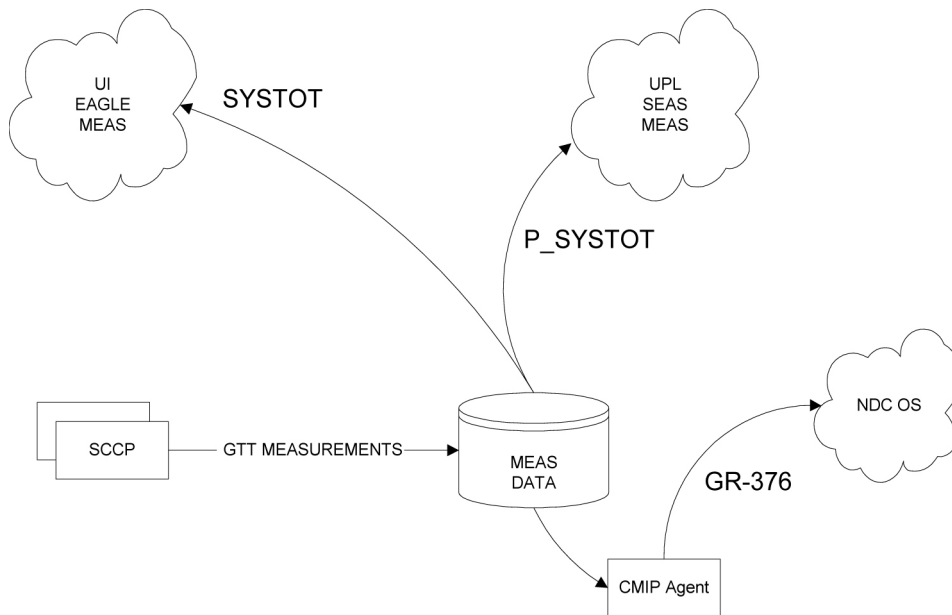 UI
EAGLE
MEAS
SYSTOT
UPL
SEAS
MEAS
P_SYSTOT
NDC OS
SCCP
GTT MEASUREMENTS
MEAS
DATA
GR-376
CMIP Agent